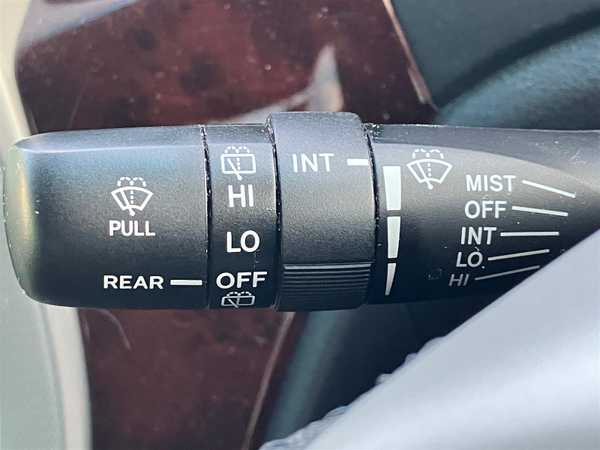 PULL
REAR
HI
LO
OFF
INT
MIST
OFF
INT
LO
HI